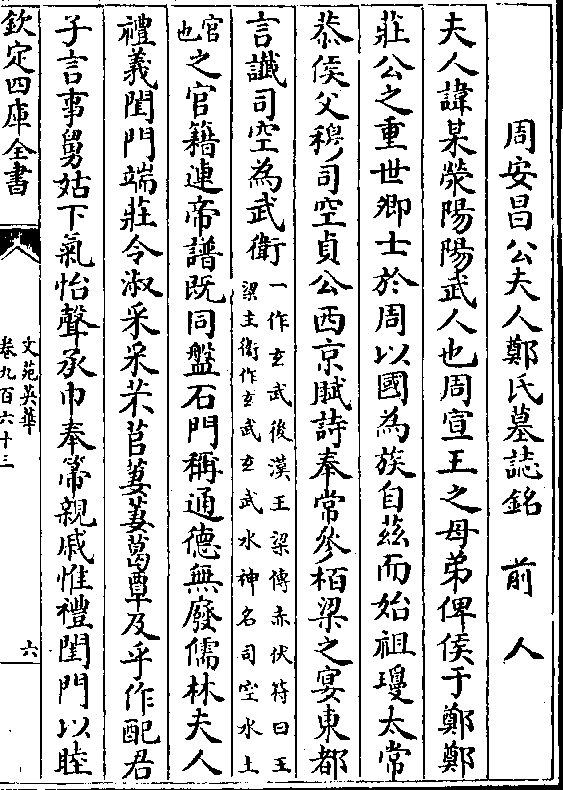 周安昌公夫人鄭氏墓誌銘　前人
夫人諱某滎陽陽武人也周宣王之母弟俾侯于鄭鄭
莊公之重世卿士於周以國為族自茲而始祖瓊太常
恭侯父穆司空貞公西京賦詩奉常參栢梁之宴東都
言讖司空為武衛一作𤣥武後漢王梁傳赤伏符曰王
梁主衛作𤣥武𤣥武水神名司空水土
官也之官籍連帝譜既同盤石門稱通德無廢儒林夫人
禮義閨門端莊令淑采采芣苢萋萋葛覃及乎作配君
子言事舅姑下氣怡聲承巾奉箒親戚惟禮閨門以睦
欽定四庫全書
文苑英華
卷九百六十三
六